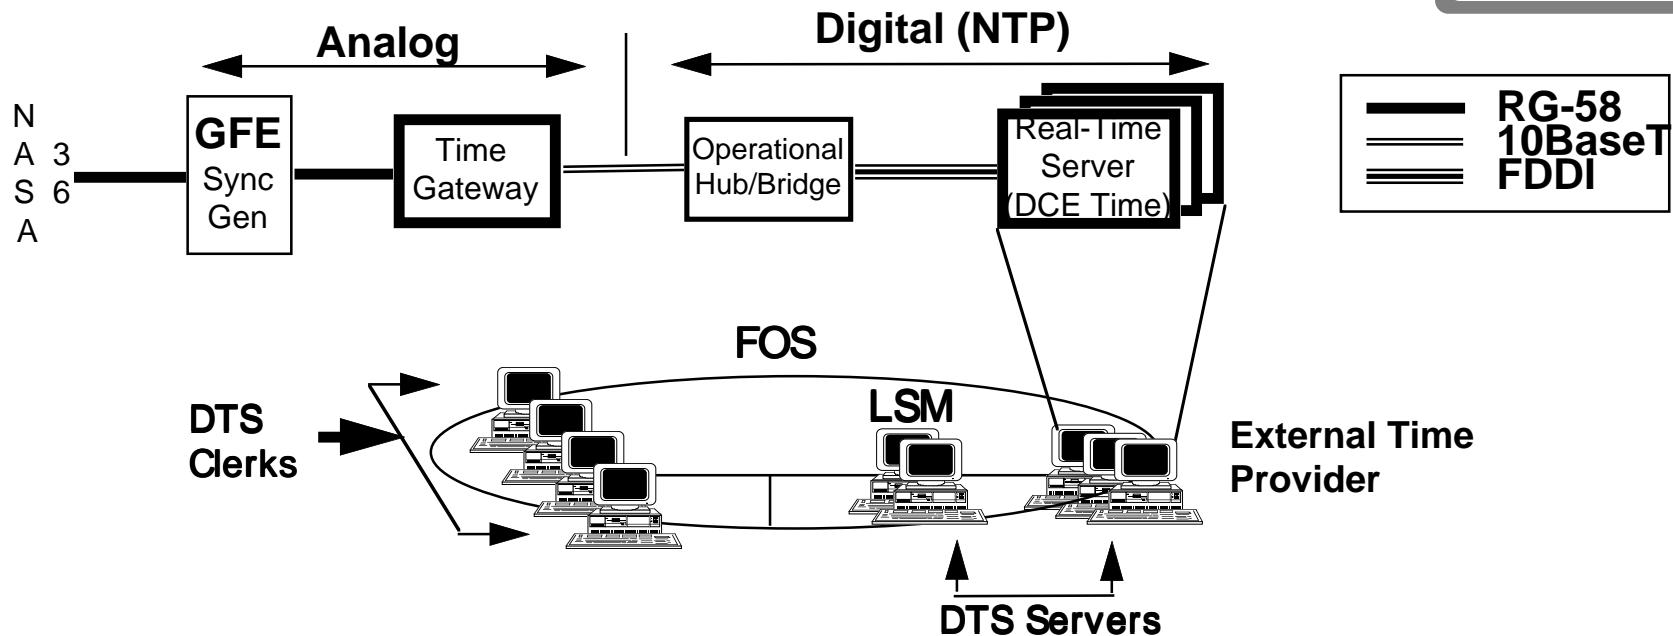 Analog
Digital (NTP)
N
A 3
S 6
A
GFE
Sync
Gen
Time
Gateway
Operational
Hub/Bridge
Real-Time
Server
(DCE Time)
RG-58
10BaseT
FDDI
FOS
LSM
DTS
Clerks
External Time
Provider
DTS Servers